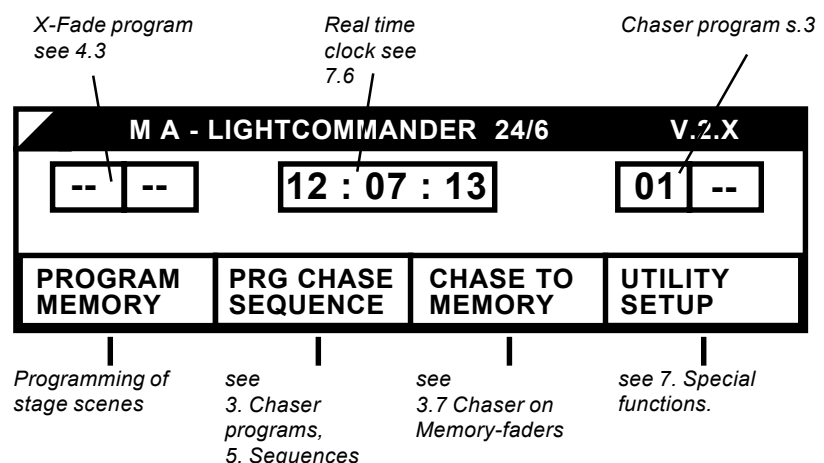 X-Fade program
see 4.3
Real time
clock see
7.6
Chaser program s.3
M A - LIGHTCOMMANDER 24/6 V.2.X
-- -- 12 : 07 : 13 01 --
PROGRAM
MEMORY
PRG CHASE
SEQUENCE
CHASE TO
MEMORY
UTILITY
SETUP
Programming of
stage scenes
see
3. Chaser
programs,
5. Sequences
see
3.7 Chaser on
Memory-faders
see 7. Special
functions.